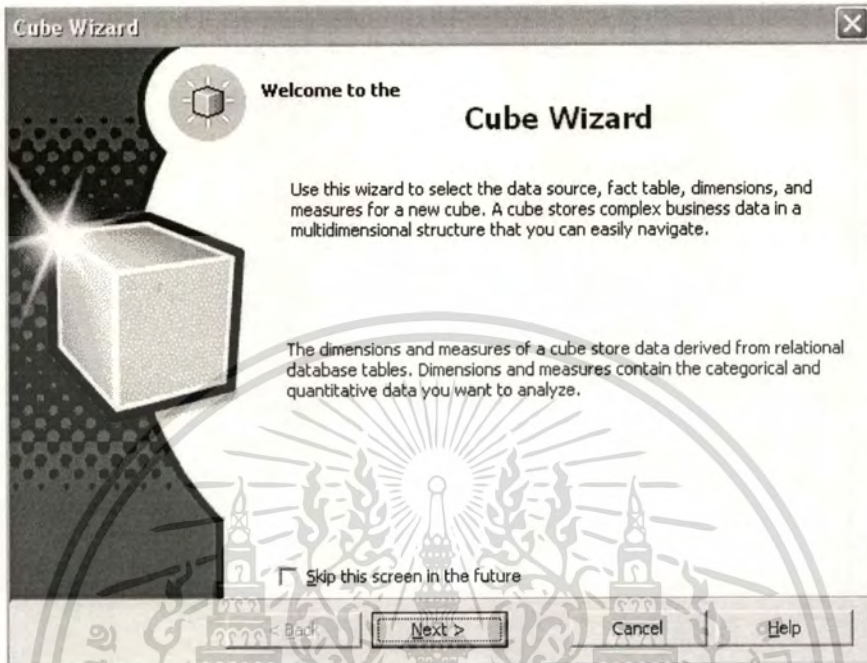 Cube Wizard
Welcome to the
Cube Wizard
Use this wizard to select the data source, fact table, dimensions, and
measures for a new cube. A cube stores complex business data in a
multidimensional structure that you can easily navigate.
The dimensions and measures of a cube store data derived from relational
database tables. Dimensions and measures contain the categorical and
quantitative data you want to analyze.
Skip this screen in the future
< Back
Next >
Cancel
Help